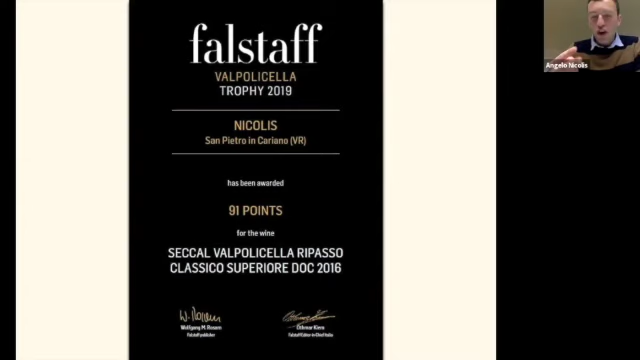 falstaff
VALPOLICELLA
TROPHY 2019
NICOLIS
San Pietro in Cariano (VR)
has been awarded
91 POINTS
for the wine
SECCAL VALPOLICELLA RIPASSO
CLASSICO SUPERIORE DOC 2016
Wolfgang M. Rosam
Falstaff publisher
Othmar Kiem
Falstaff Editor-in-Chief Italia
Angelo Nicolis